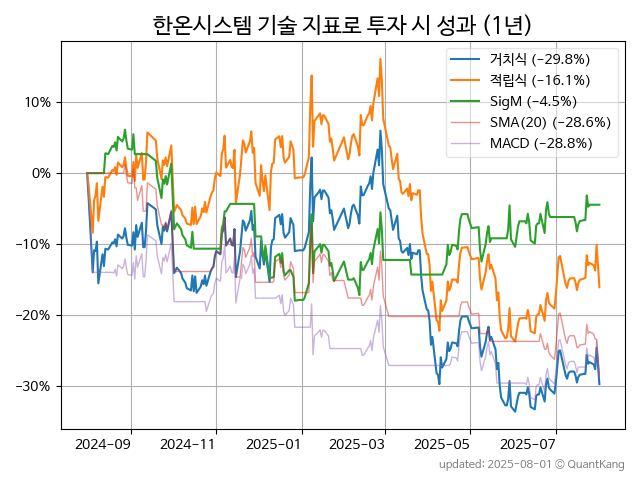 한온시스템 기술 지표로 투자 시 성과 (1년)
거치식 (−29.8%)
적립식 (−16.1%)
SigM (−4.5%)
SMA(20) (−28.6%)
MACD (−28.8%)
10%
0%
−10%
−20%
−30%
2024−09
2024−11
2025−01
2025−03
2025−05
2025−07
updated: 2025-08-01 © QuantKang